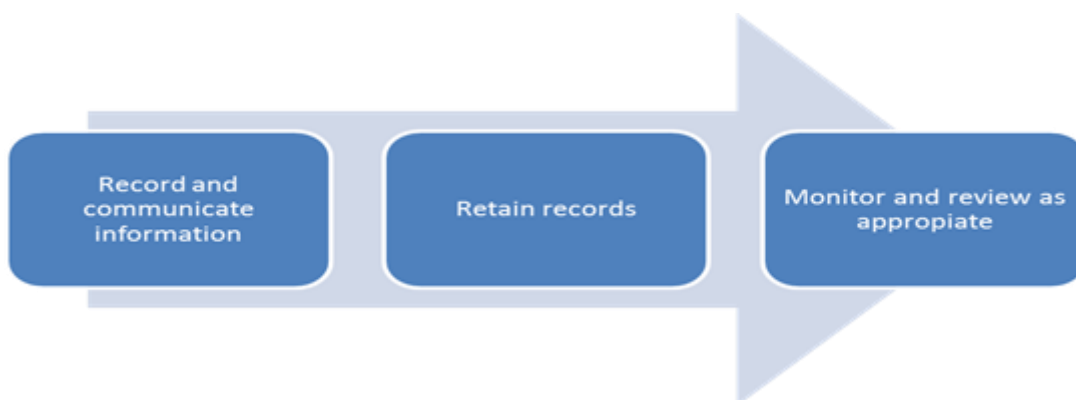 Record and
communicate
information
Retain records
Monitor and review as
appropiate